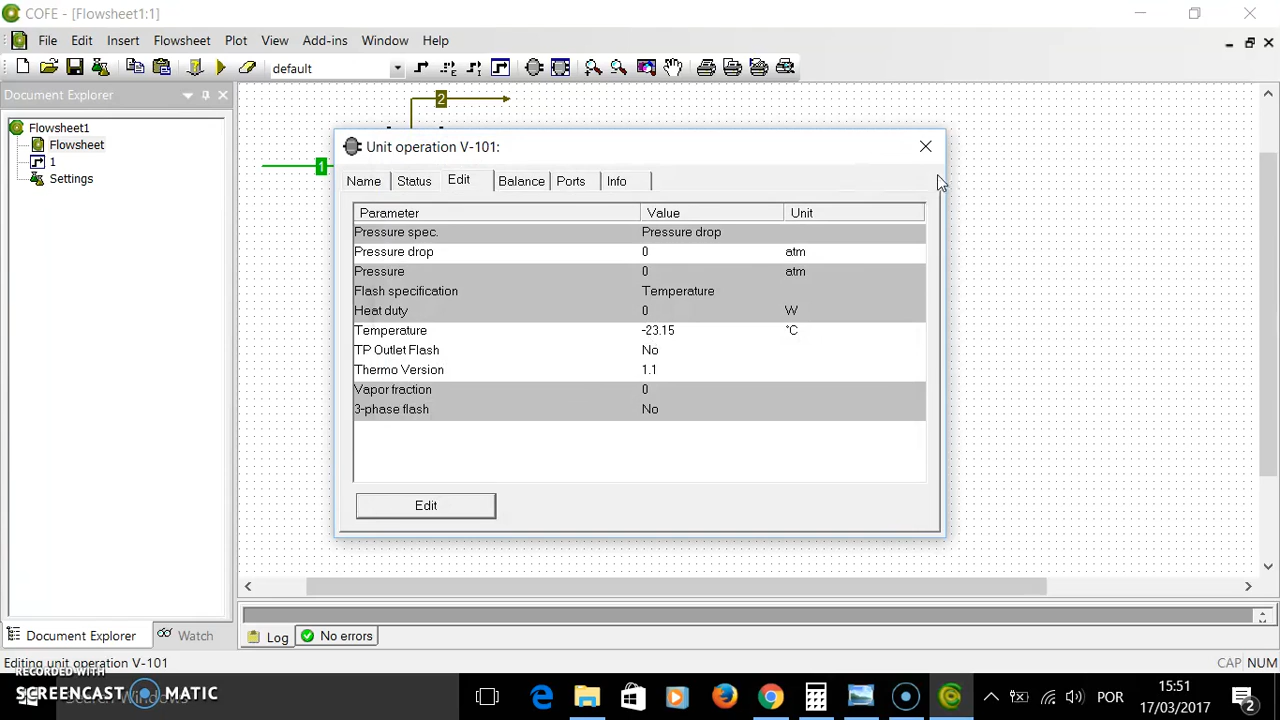 COFE - [Flowsheet1:1]
File Edit Insert Flowsheet Plot View Add-ins Window Help
default
Document Explorer
2
Flowsheet1
Flowsheet
1
Settings
1
Unit operation V-101:
Name Status Edit Balance Ports Info
Parameter Value Unit
Pressure spec. Pressure drop
Pressure drop 0 atm
Pressure 0 atm
Flash specification Temperature
Heat duty 0 W
Temperature -23.15 °C
TP Outlet Flash No
Thermo Version 1.1
Vapor fraction 0
3-phase flash No
Edit
Document Explorer Watch
Log No errors
Editing unit operation V-101
CAP NUM
RECORDED WITH
SCREENCAST MATIC
Search Windows
POR
15:51
17/03/2017
2